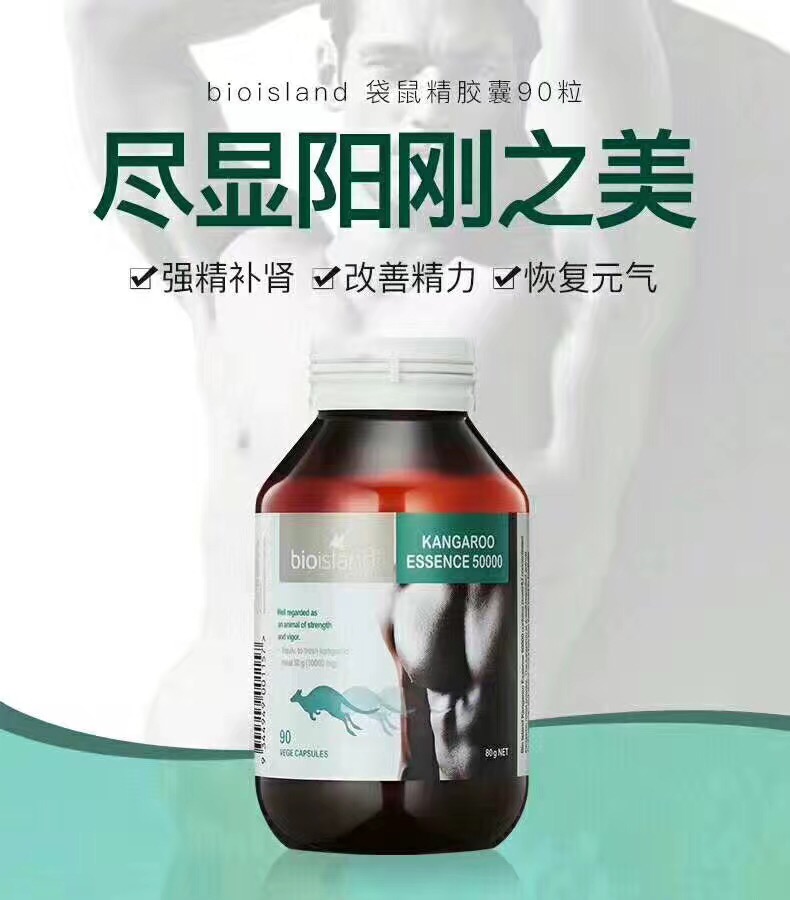 bioisland 袋鼠精胶囊90粒
尽显阳刚之美
强精补肾 改善精力 恢复元气
bioisland
KANGAROO
ESSENCE 50000
Well regarded as
an animal of strength
and vigor.
90
VEGE CAPSULES
80g NET